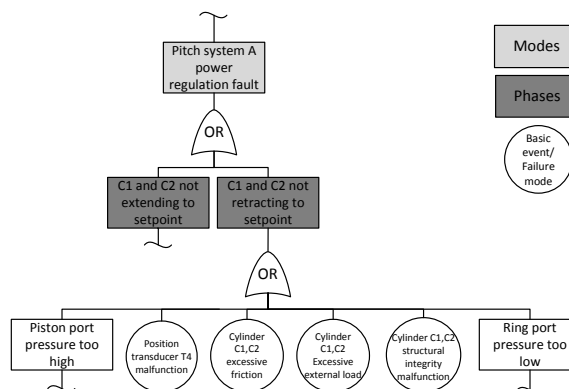 Pitch system A
power
regulation fault
Modes
Phases
Basic
event/
Failure
mode
OR
C1 and C2 not
extending to
setpoint
C1 and C2 not
retracting to
setpoint
OR
Piston port
pressure too
high
Position
transducer T4
malfunction
Cylinder
C1,C2
excessive
friction
Cylinder
C1,C2
Excessive
external load
Cylinder C1,C2
structural
integrity
malfunction
Ring port
pressure too
low